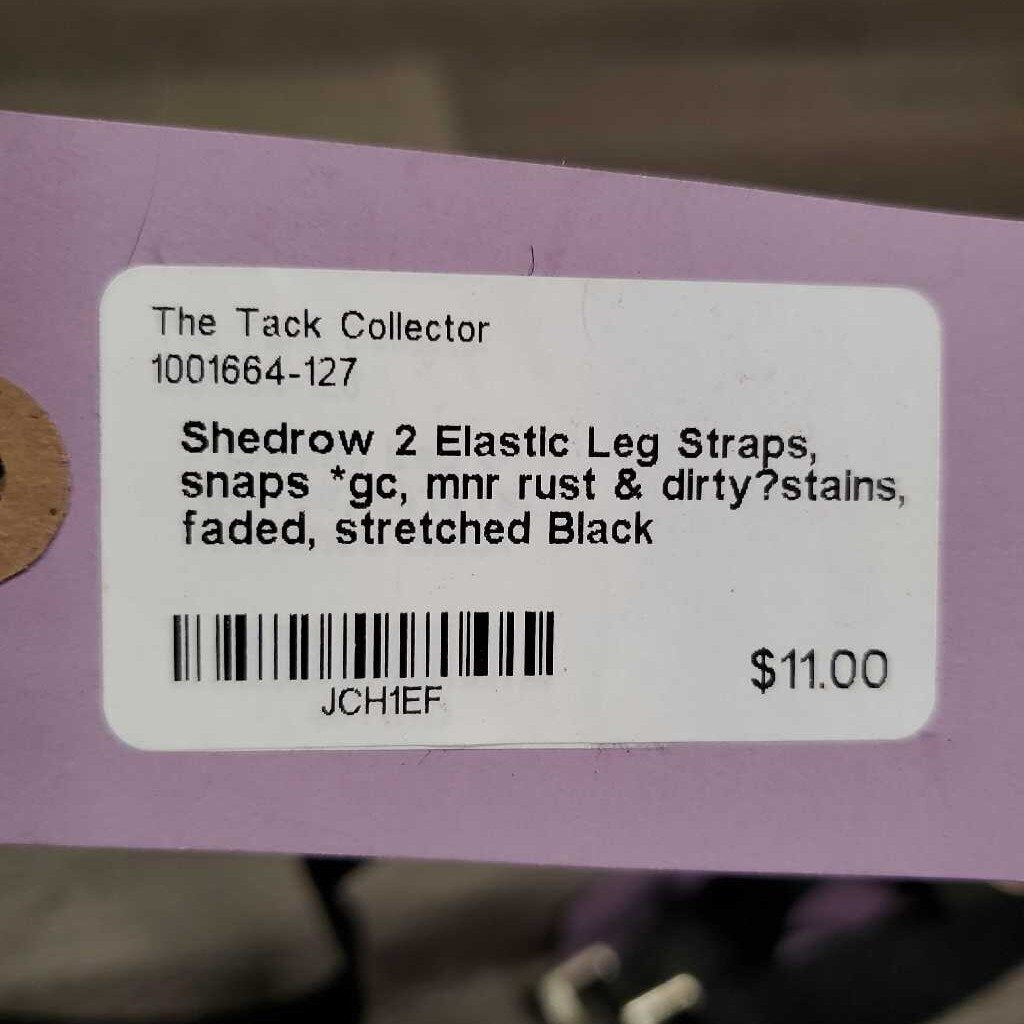 The Tack Collector
1001664-127
Shedrow 2 Elastic Leg Straps,
snaps *gc, mnr rust & dirty?stains,
faded, stretched Black
JCH1EF
$11.00